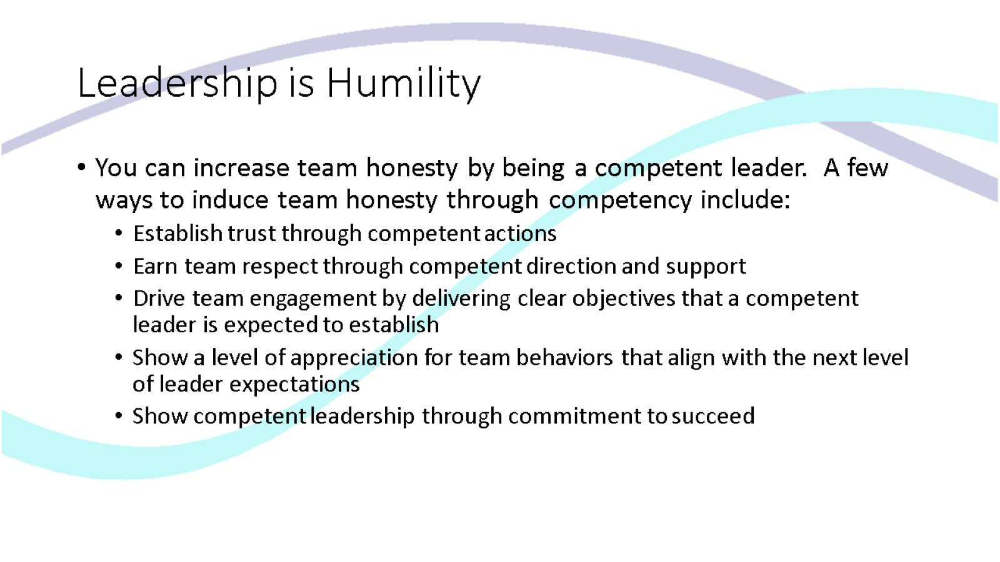 Leadership is Humility
• You can increase team honesty by being a competent leader.  A few
ways to induce team honesty through competency include:
• Establish trust through competent actions
• Earn team respect through competent direction and support
• Drive team engagement by delivering clear objectives that a competent
leader is expected to establish
• Show a level of appreciation for team behaviors that align with the next level
of leader expectations
• Show competent leadership through commitment to succeed